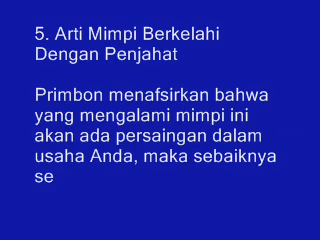 5. Arti Mimpi Berkelahi
Dengan Penjahat
Primbon menafsirkan bahwa
yang mengalami mimpi ini
akan ada persaingan dalam
usaha Anda, maka sebaiknya
se